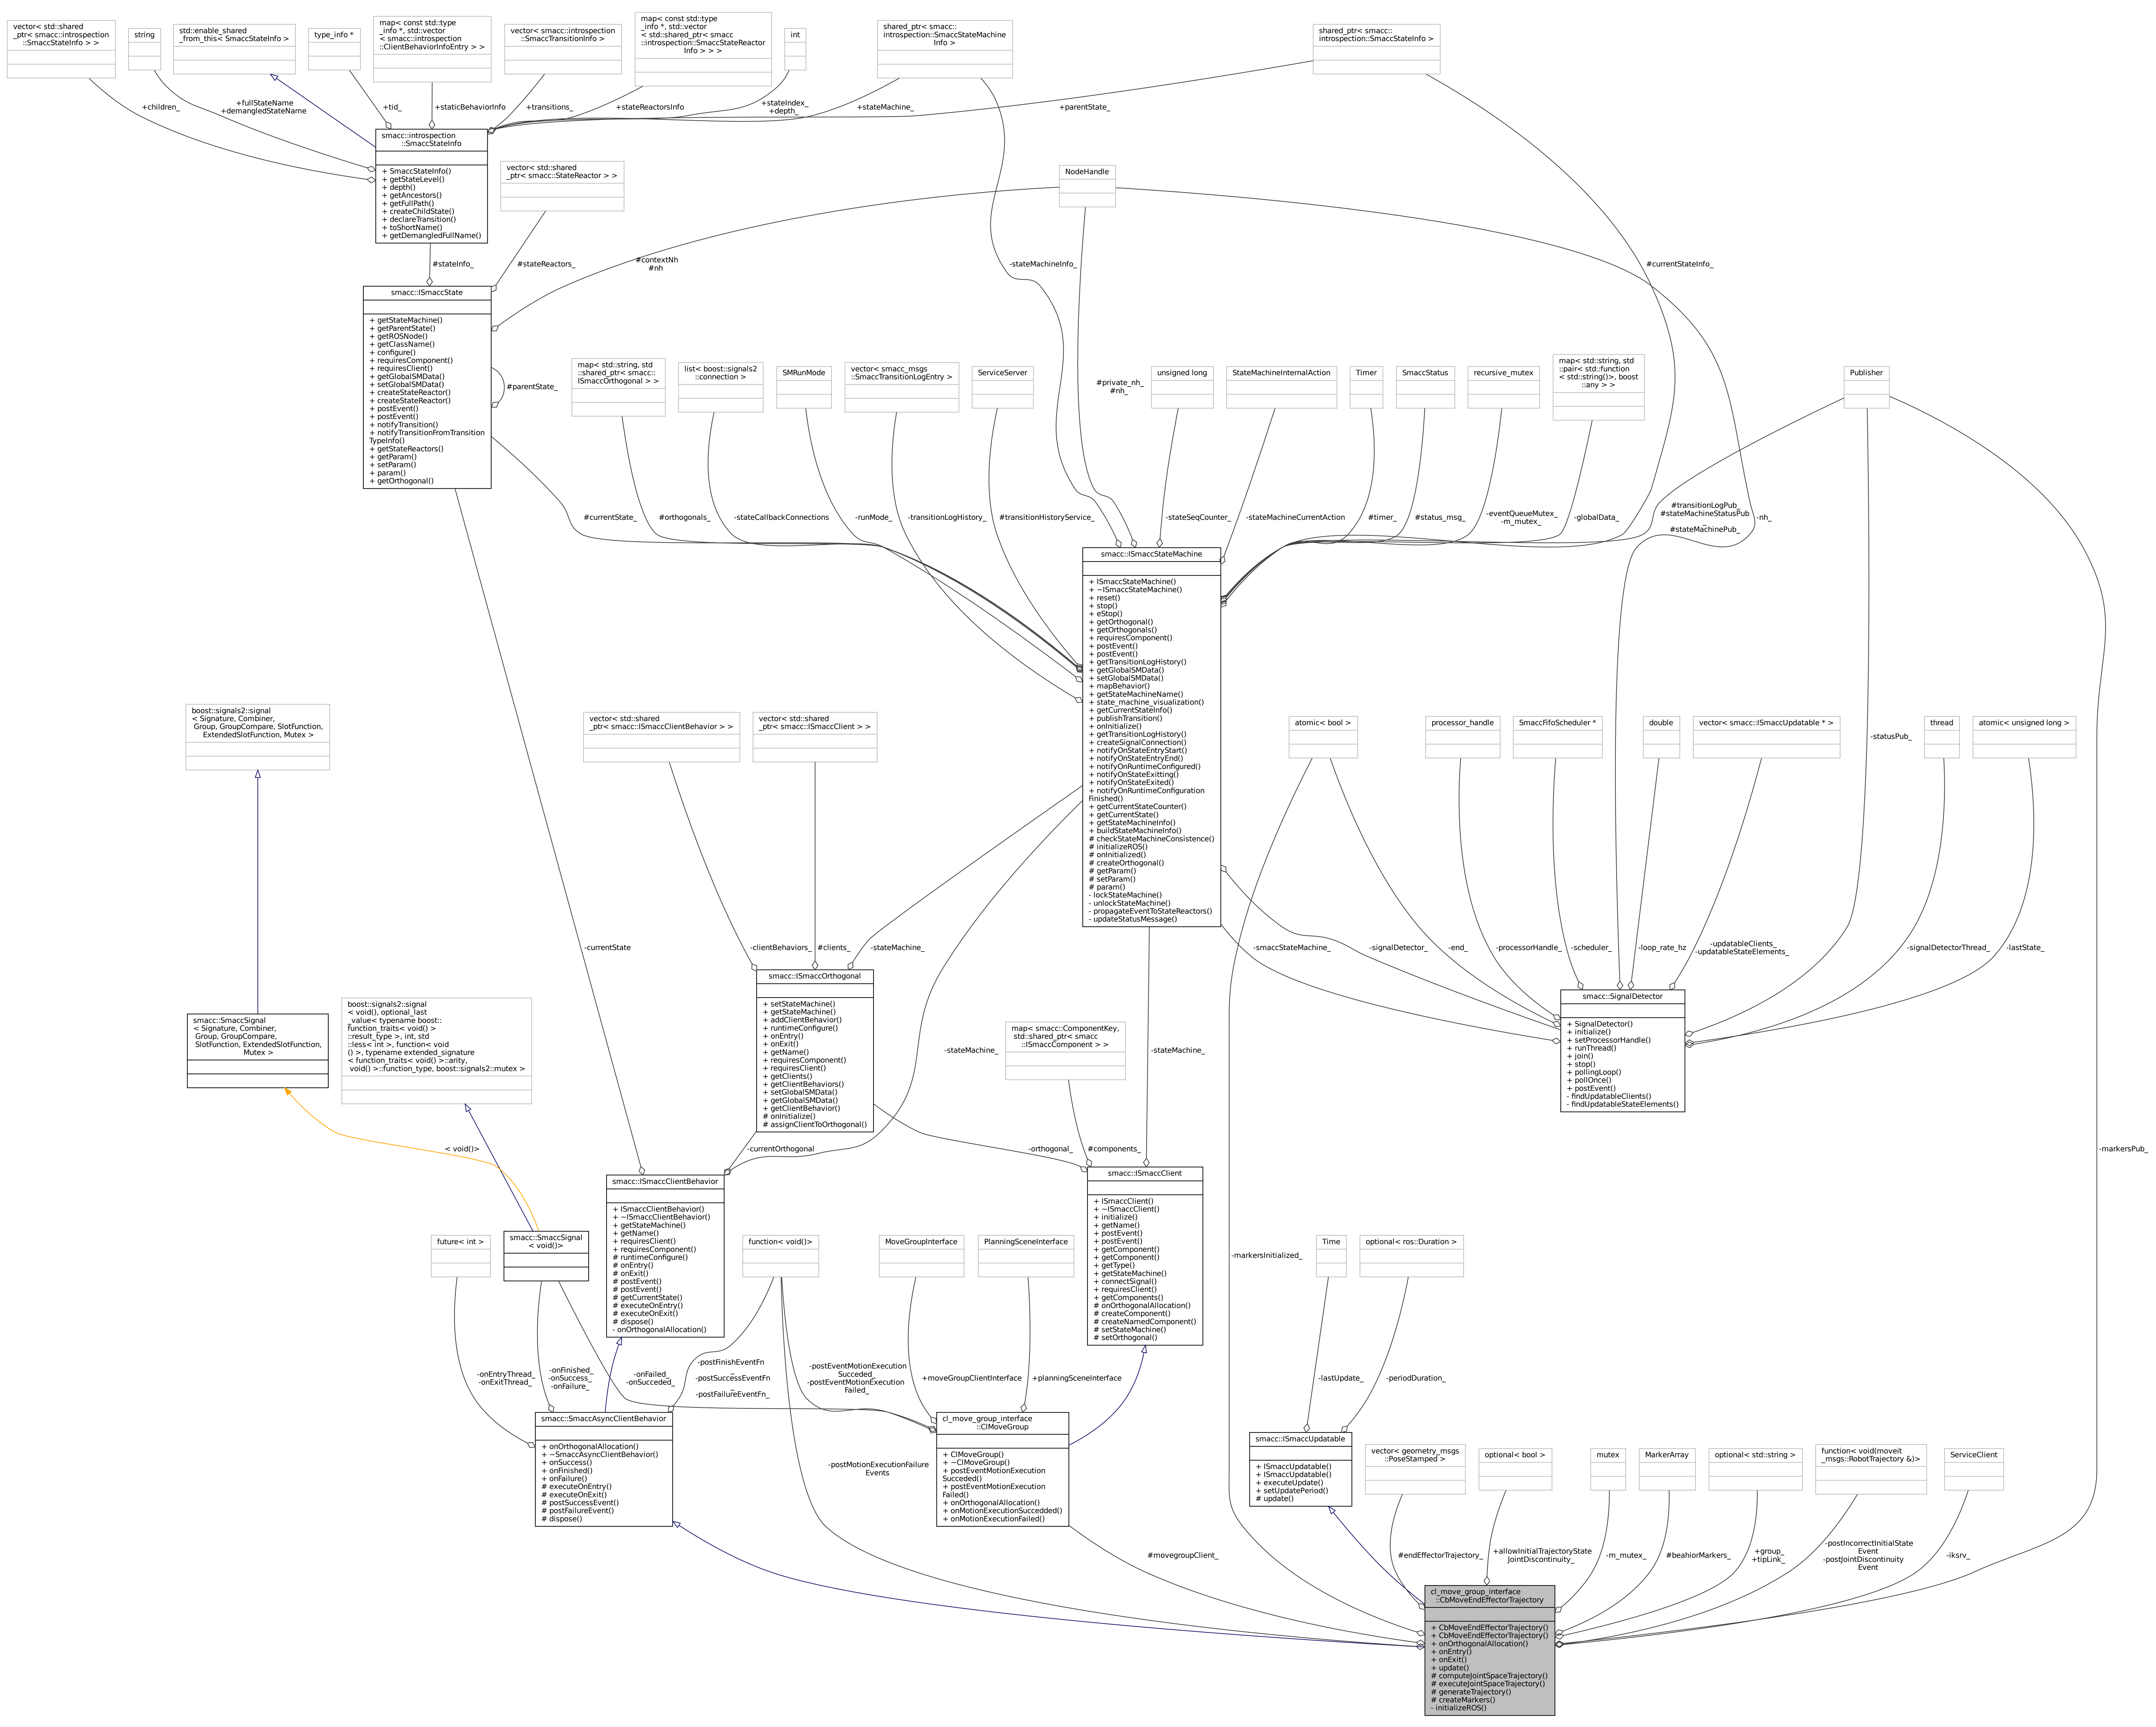 vector< std::shared
_ptr< smacc::introspection
::SmaccStateInfo > >
string
std::enable_shared
_from_this< SmaccStateInfo >
type_info *
map< const std::type
_info *, std::vector
< smacc::introspection
::ClientBehaviorInfoEntry > >
vector< smacc::introspection
::SmaccTransitionInfo >
map< const std::type
_info *, std::vector
< std::shared_ptr< smacc
::introspection::SmaccStateReactor
Info > > >
int
shared_ptr< smacc::
introspection::SmaccStateMachine
Info >
shared_ptr< smacc::
introspection::SmaccStateInfo >
+children_
+fullStateName
+demangledStateName
+tid_
+staticBehaviorInfo
+transitions_
+stateReactorsInfo
+stateIndex_
+depth_
+stateMachine_
+parentState_
smacc::introspection
::SmaccStateInfo
+ SmaccStateInfo()
+ getStateLevel()
+ depth()
+ getAncestors()
+ getFullPath()
+ createChildState()
+ declareTransition()
+ toShortName()
+ getDemangledFullName()
vector< std::shared
_ptr< smacc::StateReactor > >
NodeHandle
#stateInfo_
#stateReactors_
#contextNh
#nh
-stateMachineInfo_
#currentStateInfo_
smacc::ISmaccState
+ getStateMachine()
+ getParentState()
+ getROSNode()
+ getClassName()
+ configure()
+ requiresComponent()
+ requiresClient()
+ getGlobalSMData()
+ setGlobalSMData()
+ createStateReactor()
+ createStateReactor()
+ postEvent()
+ postEvent()
+ notifyTransition()
+ notifyTransitionFromTransition
TypeInfo()
+ getStateReactors()
+ getParam()
+ setParam()
+ param()
+ getOrthogonal()
#parentState_
map< std::string, std
::shared_ptr< smacc::
ISmaccOrthogonal > >
list< boost::signals2
::connection >
SMRunMode
vector< smacc_msgs
::SmaccTransitionLogEntry >
ServiceServer
#private_nh_
#nh_
unsigned long
StateMachineInternalAction
Timer
SmaccStatus
recursive_mutex
map< std::string, std
::pair< std::function
< std::string()>, boost
::any > >
Publisher
#currentState_
#orthogonals_
-stateCallbackConnections
-runMode_
-transitionLogHistory_
#transitionHistoryService_
-stateSeqCounter_
-stateMachineCurrentAction
#timer_
#status_msg_
-eventQueueMutex_
-m_mutex_
-globalData_
#transitionLogPub_
#stateMachineStatusPub
_
#stateMachinePub_
-nh_
smacc::ISmaccStateMachine
+ ISmaccStateMachine()
+ ~ISmaccStateMachine()
+ reset()
+ stop()
+ eStop()
+ getOrthogonal()
+ getOrthogonals()
+ requiresComponent()
+ postEvent()
+ postEvent()
+ getTransitionLogHistory()
+ getGlobalSMData()
+ setGlobalSMData()
+ mapBehavior()
+ getStateMachineName()
+ state_machine_visualization()
+ getCurrentStateInfo()
+ publishTransition()
+ onInitialize()
+ getTransitionLogHistory()
+ createSignalConnection()
+ notifyOnStateEntryStart()
+ notifyOnStateEntryEnd()
+ notifyOnRuntimeConfigured()
+ notifyOnStateExitting()
+ notifyOnStateExited()
+ notifyOnRuntimeConfiguration
Finished()
+ getCurrentStateCounter()
+ getCurrentState()
+ getStateMachineInfo()
+ buildStateMachineInfo()
# checkStateMachineConsistence()
# initializeROS()
# onInitialized()
# createOrthogonal()
# getParam()
# setParam()
# param()
- lockStateMachine()
- unlockStateMachine()
- propagateEventToStateReactors()
- updateStatusMessage()
boost::signals2::signal
< Signature, Combiner,
Group, GroupCompare, SlotFunction,
ExtendedSlotFunction, Mutex >
vector< std::shared
_ptr< smacc::ISmaccClientBehavior > >
vector< std::shared
_ptr< smacc::ISmaccClient > >
atomic< bool >
processor_handle
SmaccFifoScheduler *
double
vector< smacc::ISmaccUpdatable * >
-statusPub_
thread
atomic< unsigned long >
-currentState
-clientBehaviors_
#clients_
-stateMachine_
-smaccStateMachine_
-signalDetector_
-end_
-processorHandle_
-scheduler_
-loop_rate_hz
-updatableClients_
-updatableStateElements_
-signalDetectorThread_
-lastState_
smacc::ISmaccOrthogonal
+ setStateMachine()
+ getStateMachine()
+ addClientBehavior()
+ runtimeConfigure()
+ onEntry()
+ onExit()
+ getName()
+ requiresComponent()
+ requiresClient()
+ getClients()
+ getClientBehaviors()
+ setGlobalSMData()
+ getGlobalSMData()
+ getClientBehavior()
# onInitialize()
# assignClientToOrthogonal()
smacc::SignalDetector
+ SignalDetector()
+ initialize()
+ setProcessorHandle()
+ runThread()
+ join()
+ stop()
+ pollingLoop()
+ pollOnce()
+ postEvent()
- findUpdatableClients()
- findUpdatableStateElements()
smacc::SmaccSignal
< Signature, Combiner,
Group, GroupCompare,
SlotFunction, ExtendedSlotFunction,
Mutex >
boost::signals2::signal
< void(), optional_last
_value< typename boost::
function_traits< void() >
::result_type >, int, std
::less< int >, function< void
() >, typename extended_signature
< function_traits< void() >::arity,
void() >::function_type, boost::signals2::mutex >
map< smacc::ComponentKey,
std::shared_ptr< smacc
::ISmaccComponent > >
-stateMachine_
-stateMachine_
< void()>
-currentOrthogonal
-orthogonal_
#components_
-markersPub_
smacc::ISmaccClientBehavior
+ ISmaccClientBehavior()
+ ~ISmaccClientBehavior()
+ getStateMachine()
+ getName()
+ requiresClient()
+ requiresComponent()
# runtimeConfigure()
# onEntry()
# onExit()
# postEvent()
# postEvent()
# getCurrentState()
# executeOnEntry()
# executeOnExit()
# dispose()
- onOrthogonalAllocation()
smacc::ISmaccClient
+ ISmaccClient()
+ ~ISmaccClient()
+ initialize()
+ getName()
+ postEvent()
+ postEvent()
+ getComponent()
+ getComponent()
+ getType()
+ getStateMachine()
+ connectSignal()
+ requiresClient()
+ getComponents()
# onOrthogonalAllocation()
# createComponent()
# createNamedComponent()
# setStateMachine()
# setOrthogonal()
future< int >
smacc::SmaccSignal
< void()>
function< void()>
MoveGroupInterface
PlanningSceneInterface
-markersInitialized_
Time
optional< ros::Duration >
-onEntryThread_
-onExitThread_
-onFinished_
-onSuccess_
-onFailure_
-onFailed_
-onSucceded_
-postFinishEventFn
_
-postSuccessEventFn
_
-postFailureEventFn_
-postEventMotionExecution
Succeded_
-postEventMotionExecution
Failed_
+moveGroupClientInterface
+planningSceneInterface
-lastUpdate_
-periodDuration_
smacc::SmaccAsyncClientBehavior
+ onOrthogonalAllocation()
+ ~SmaccAsyncClientBehavior()
+ onSuccess()
+ onFinished()
+ onFailure()
# executeOnEntry()
# executeOnExit()
# postSuccessEvent()
# postFailureEvent()
# dispose()
-postMotionExecutionFailure
Events
cl_move_group_interface
::ClMoveGroup
+ ClMoveGroup()
+ ~ClMoveGroup()
+ postEventMotionExecution
Succeded()
+ postEventMotionExecution
Failed()
+ onOrthogonalAllocation()
+ onMotionExecutionSuccedded()
+ onMotionExecutionFailed()
smacc::ISmaccUpdatable
+ ISmaccUpdatable()
+ ISmaccUpdatable()
+ executeUpdate()
+ setUpdatePeriod()
# update()
vector< geometry_msgs
::PoseStamped >
optional< bool >
mutex
MarkerArray
optional< std::string >
function< void(moveit
_msgs::RobotTrajectory &)>
ServiceClient
#movegroupClient_
#endEffectorTrajectory_
+allowInitialTrajectoryState
JointDiscontinuity_
-m_mutex_
#beahiorMarkers_
+group_
+tipLink_
-postIncorrectInitialState
Event
-postJointDiscontinuity
Event
-iksrv_
cl_move_group_interface
::CbMoveEndEffectorTrajectory
+ CbMoveEndEffectorTrajectory()
+ CbMoveEndEffectorTrajectory()
+ onOrthogonalAllocation()
+ onEntry()
+ onExit()
+ update()
# computeJointSpaceTrajectory()
# executeJointSpaceTrajectory()
# generateTrajectory()
# createMarkers()
- initializeROS()